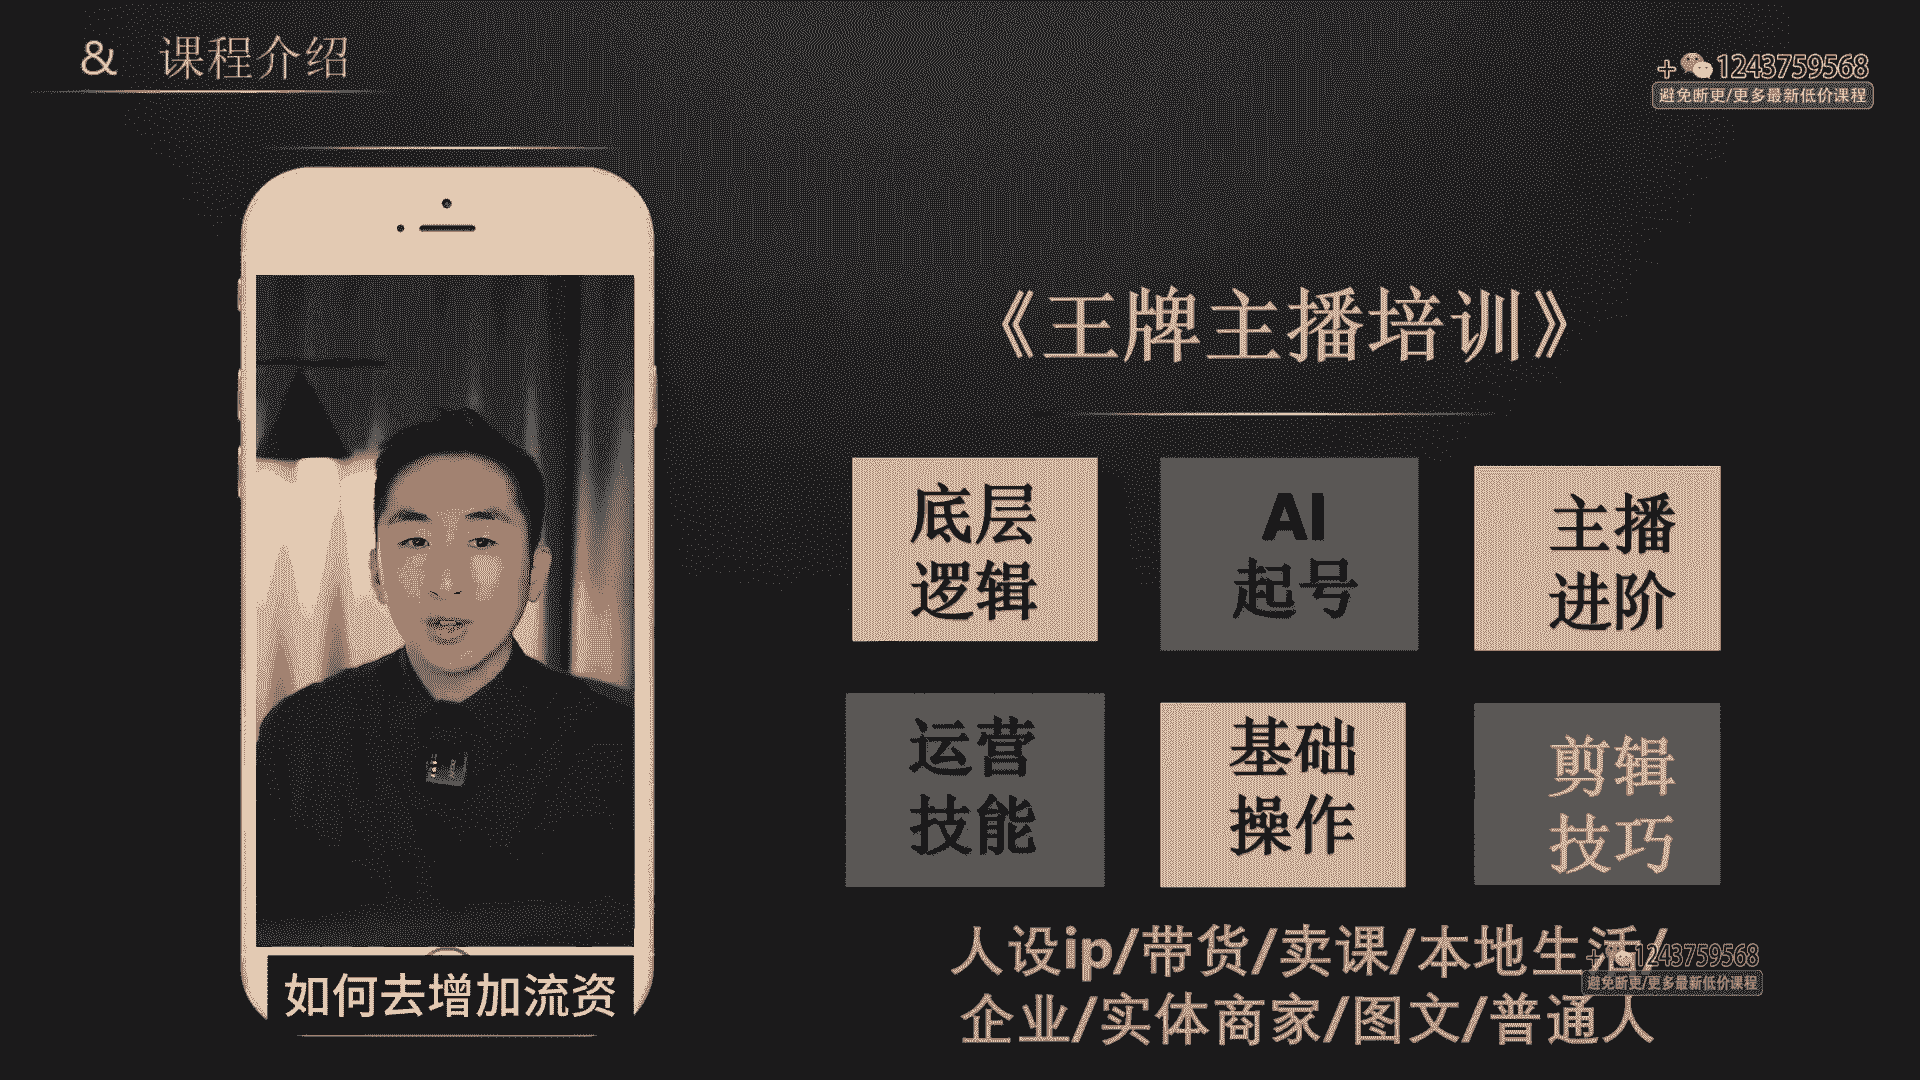 & 课程介绍
+ 1243759568
避免断更/更多最新低价课程
《王牌主播培训》
底层
逻辑
AI
起号
主播
进阶
运营
技能
基础
操作
剪辑
技巧
人设ip/带货/卖课/本地生活/
企业/实体商家/图文/普通人
+ 1243759568
避免断更/更多最新低价课程
如何去增加流资